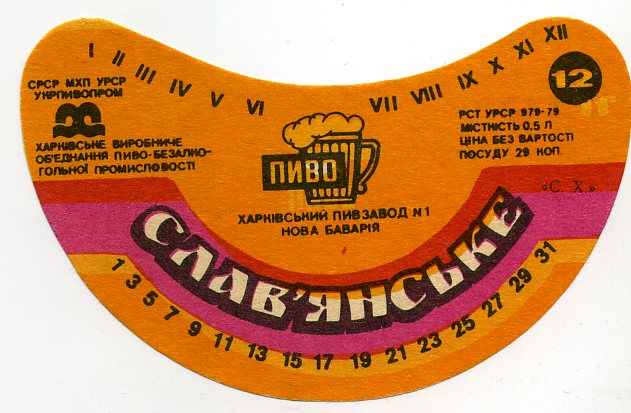 I II III IV V VI VII VIII IX X XI XII
СРСР МХП УРСР
УКРПИВОПРОМ
ХАРКІВСЬКЕ ВИРОБНИЧЕ
ОБ'ЄДНАННЯ ПИВО-БЕЗАЛКО-
ГОЛЬНОЇ ПРОМИСЛОВОСТІ
12
РСТ УРСР 979-79
МІСТКІСТЬ 0,5 Л
ЦІНА БЕЗ ВАРТОСТІ
ПОСУДУ 29 КОП.
«С. Х.»
ПИВО
ХАРКІВСЬКИЙ ПИВЗАВОД №1
НОВА БАВАРІЯ
СЛАВ'ЯНСЬКЕ
1 3 5 7 9 11 13 15 17 19 21 23 25 27 29 31